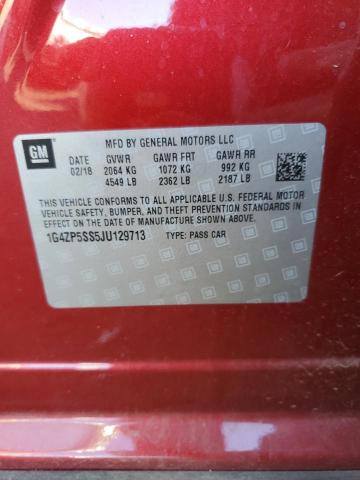 GM
MFD BY GENERAL MOTORS LLC
DATE GVWR GAWR FRT GAWR RR
02/18 2064 KG 1072 KG 992 KG
4549 LB 2362 LB 2187 LB
THIS VEHICLE CONFORMS TO ALL APPLICABLE U.S. FEDERAL MOTOR
VEHICLE SAFETY, BUMPER, AND THEFT PREVENTION STANDARDS IN
EFFECT ON THE DATE OF MANUFACTURE SHOWN ABOVE.
1G4ZP5SS5JU129713 TYPE: PASS CAR